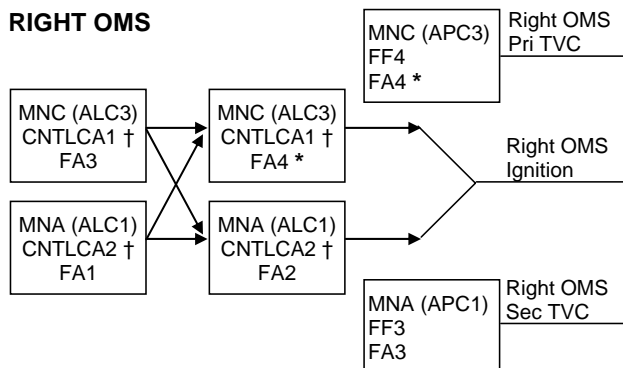 RIGHT OMS
MNC (APC3)
FF4
FA4 *
Right OMS
Pri TVC
MNC (ALC3)
CNTLCA1 †
FA3
MNC (ALC3)
CNTLCA1 †
FA4 *
Right OMS
Ignition
MNA (ALC1)
CNTLCA2 †
FA1
MNA (ALC1)
CNTLCA2 †
FA2
MNA (APC1)
FF3
FA3
Right OMS
Sec TVC